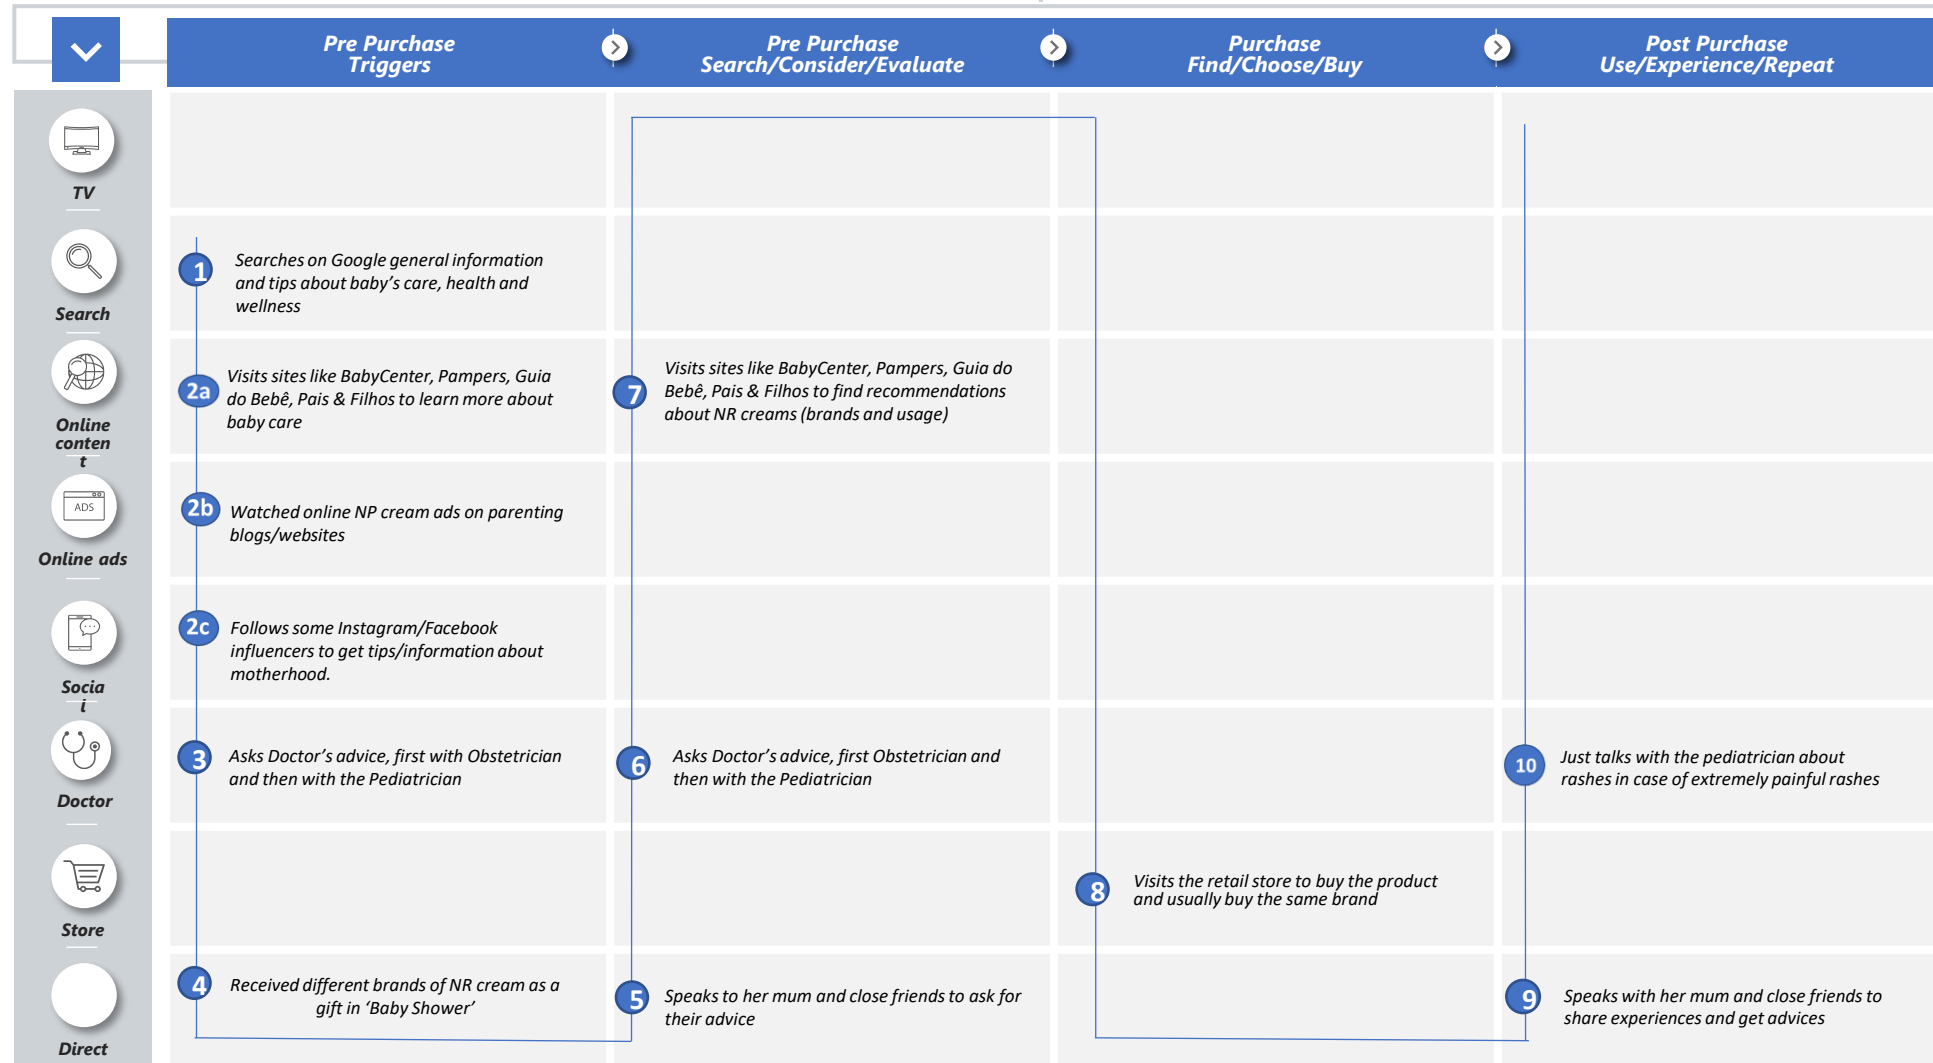 Pre Purchase
Triggers
Pre Purchase
Search/Consider/Evaluate
Purchase
Find/Choose/Buy
Post Purchase
Use/Experience/Repeat
TV
Search
1
Searches on Google general information
and tips about baby’s care, health and
wellness
Online
conten
t
2a
Visits sites like BabyCenter, Pampers, Guia
do Bebê, Pais & Filhos to learn more about
baby care
7
Visits sites like BabyCenter, Pampers, Guia do
Bebê, Pais & Filhos to find recommendations
about NR creams (brands and usage)
ADS
Online ads
2b
Watched online NP cream ads on parenting
blogs/websites
Socia
l
2c
Follows some Instagram/Facebook
influencers to get tips/information about
motherhood.
Doctor
3
Asks Doctor’s advice, first with Obstetrician
and then with the Pediatrician
6
Asks Doctor’s advice, first Obstetrician and
then with the Pediatrician
10
Just talks with the pediatrician about
rashes in case of extremely painful rashes
Store
8
Visits the retail store to buy the product
and usually buy the same brand
Direct
4
Received different brands of NR cream as a
gift in ‘Baby Shower’
5
Speaks to her mum and close friends to ask for
their advice
9
Speaks with her mum and close friends to
share experiences and get advices